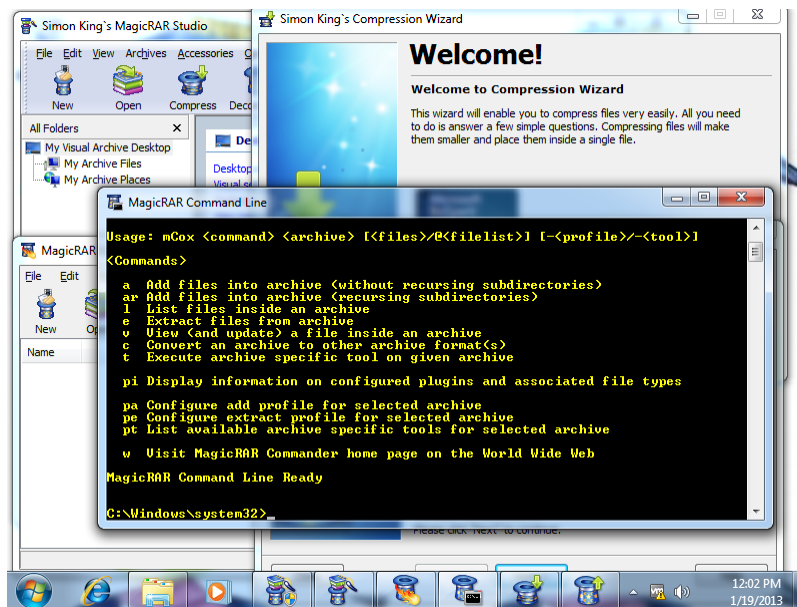 Simon King`s MagicRAR Studio
File Edit View Archives Accessories
New Open Compress
All Folders
My Visual Archive Desktop
My Archive Files
My Archive Places
Desktop
Simon King`s Compression Wizard
Welcome!
Welcome to Compression Wizard
This wizard will enable you to compress files very easily. All you need
to do is answer a few simple questions. Compressing files will make
them smaller and place them inside a single file.
MagicRAR
File Edit
New
Name
MagicRAR Command Line
Usage: mCox <command> <archive> [<files>/@<filelist>] [-<profile>/-<tool>]
<Commands>
a Add files into archive (without recursing subdirectories)
ar Add files into archive (recursing subdirectories)
l List files inside an archive
e Extract files from archive
v View (and update) a file inside an archive
c Convert an archive to other archive format(s)
t Execute archive specific tool on given archive
pi Display information on configured plugins and associated file types
pa Configure add profile for selected archive
pe Configure extract profile for selected archive
pt List available archive specific tools for selected archive
w Visit MagicRAR Commander home page on the World Wide Web
MagicRAR Command Line Ready
C:\Windows\system32>_
Please click 'Next' to continue.
12:02 PM
1/19/2013